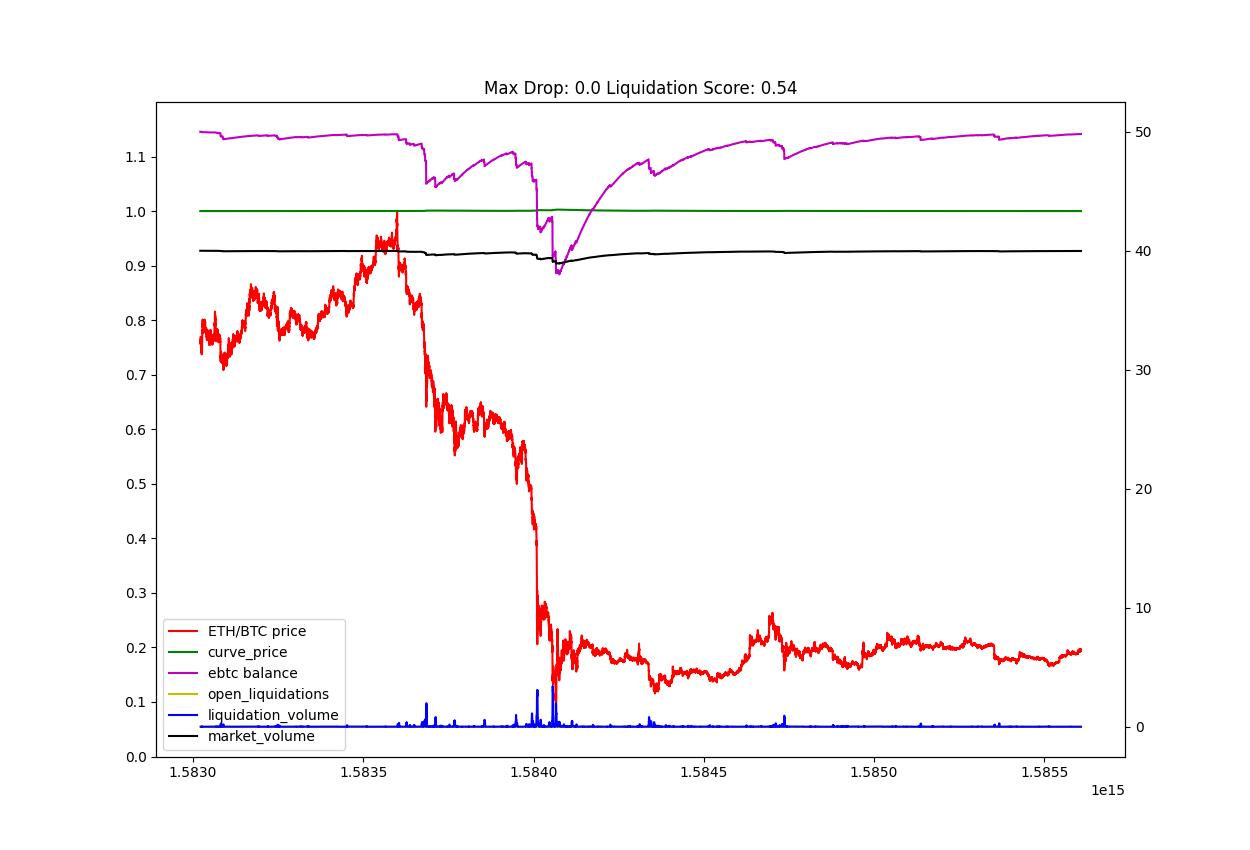 Max Drop: 0.0 Liquidation Score: 0.54
1.1
1.0
0.9
0.8
0.7
0.6
0.5
0.4
0.3
0.2
0.1
0.0
50
40
30
20
10
0
ETH/BTC price
curve_price
ebtc balance
open_liquidations
liquidation_volume
market_volume
1.5830 1.5835 1.5840 1.5845 1.5850 1.5855
1e15